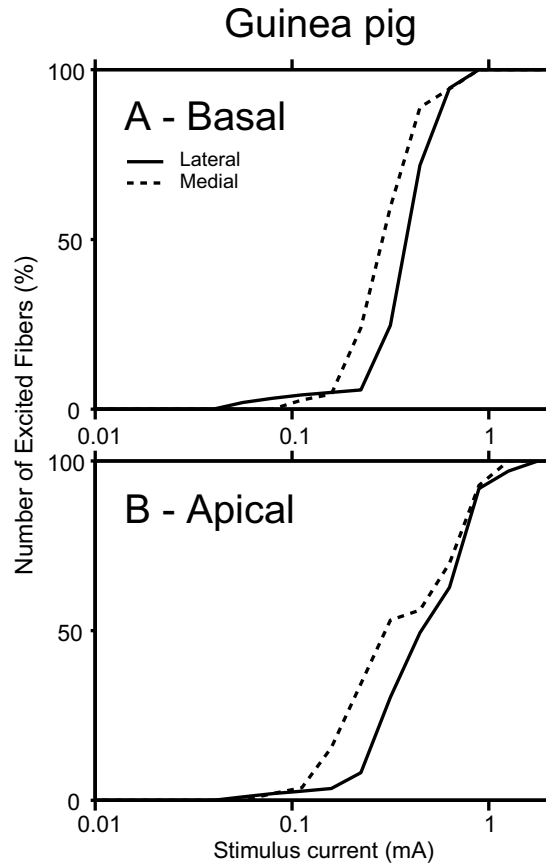 Guinea pig
Number of Excited Fibers (%)
100
A - Basal
Lateral
Medial
50
0
0.01
0.1
1
100
B - Apical
50
0
0.01
0.1
1
Stimulus current (mA)